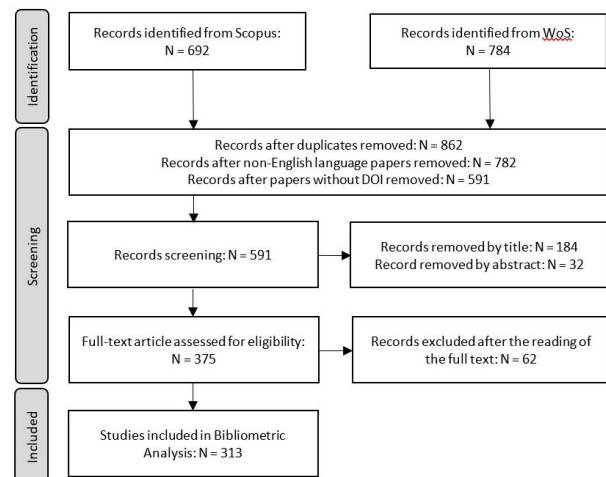 Identification
Records identified from Scopus:
N = 692
Records identified from WoS:
N = 784
Screening
Records after duplicates removed: N = 862
Records after non-English language papers removed: N = 782
Records after papers without DOI removed: N = 591
Records screening: N = 591
Records removed by title: N = 184
Record removed by abstract: N = 32
Full-text article assessed for eligibility:
N = 375
Records excluded after the reading of
the full text: N = 62
Included
Studies included in Bibliometric
Analysis: N = 313